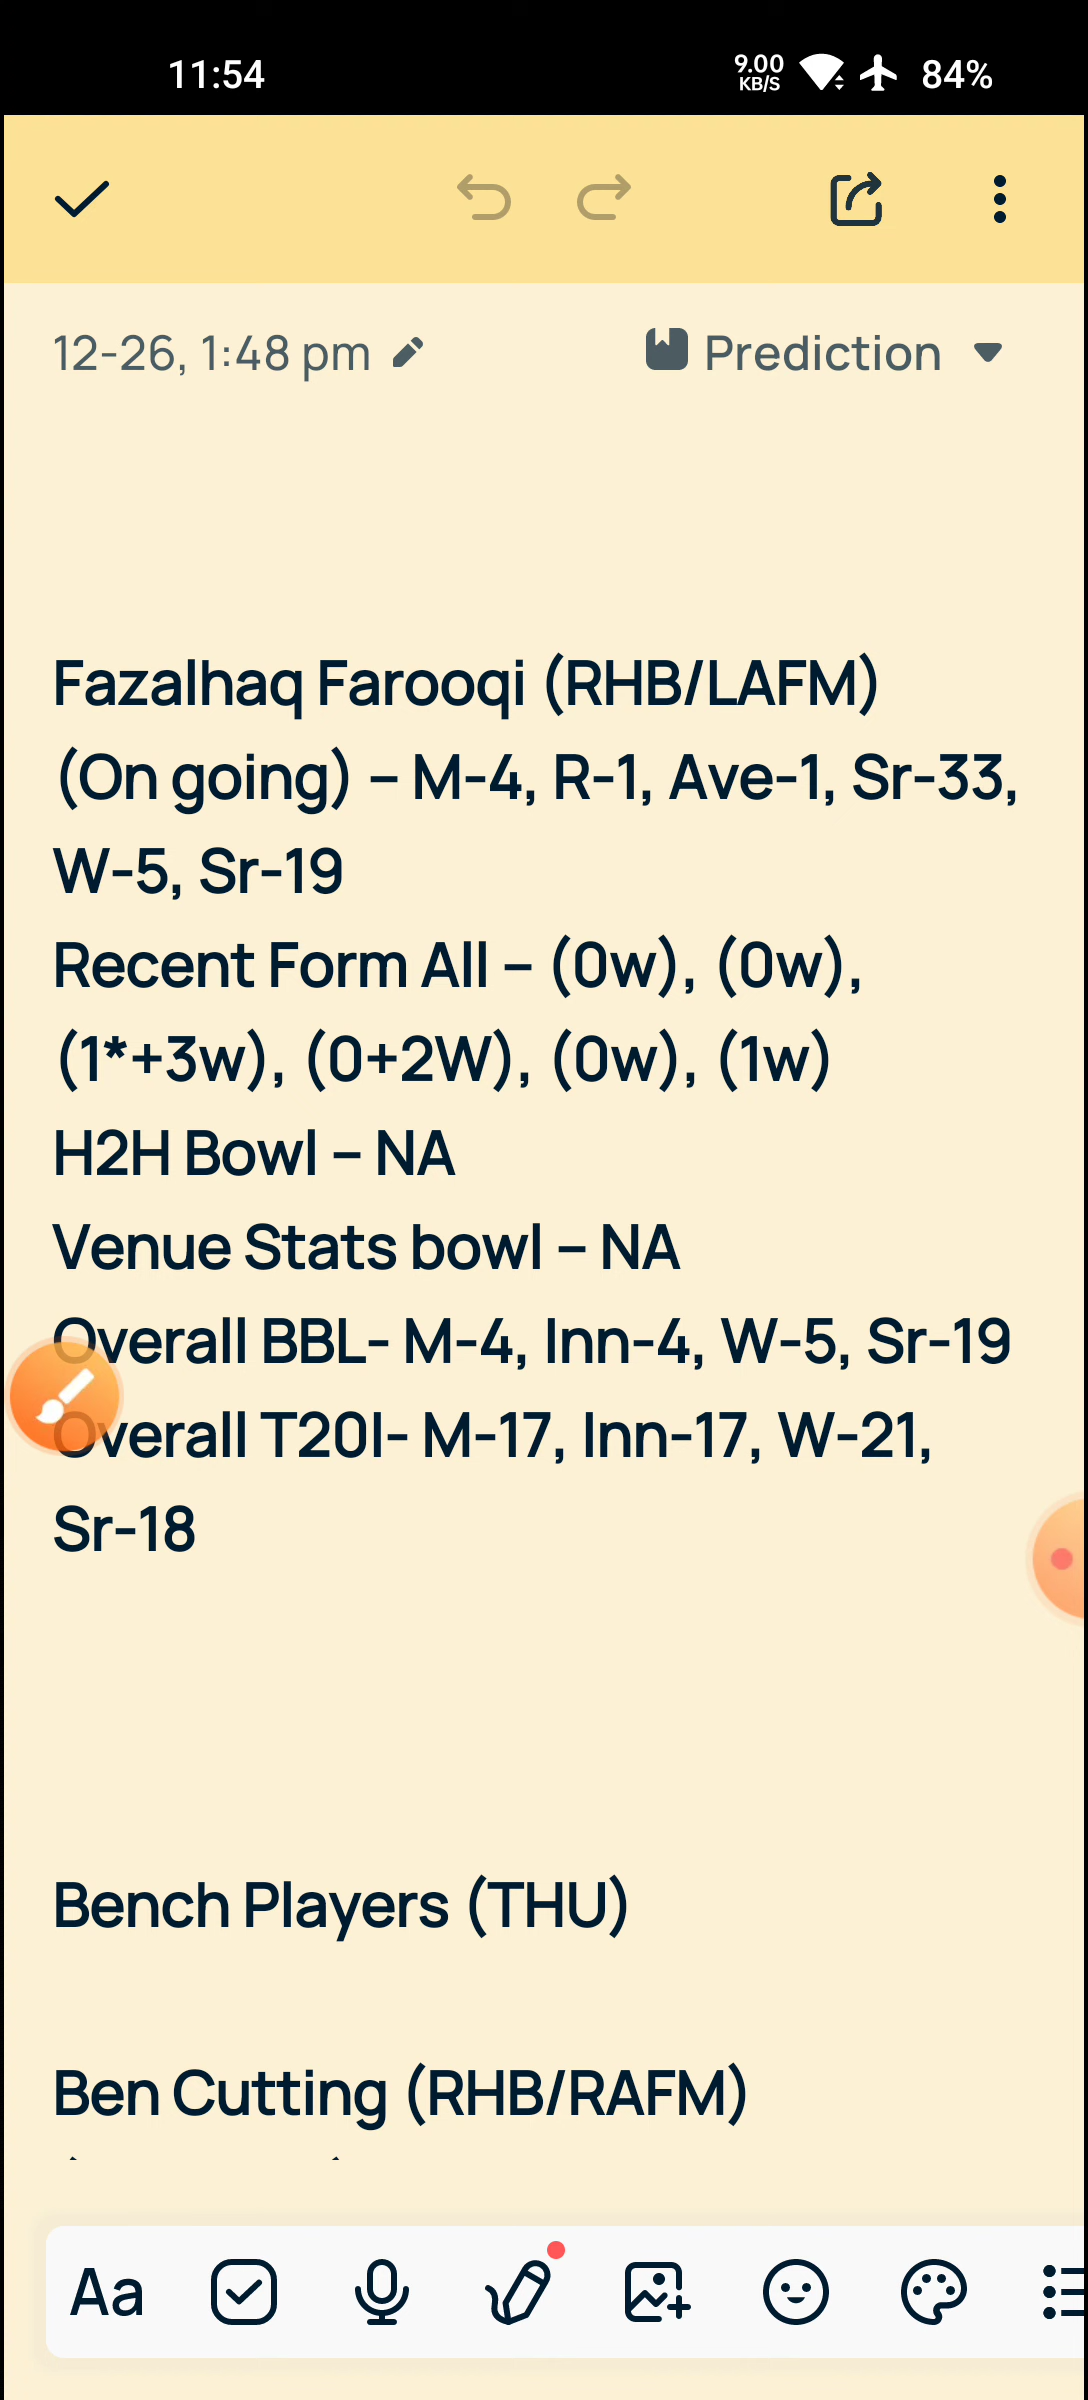 11:54
9.00
KB/S
84%
12-26, 1:48 pm
Prediction
Fazalhaq Farooqi (RHB/LAFM)
(On going) – M-4, R-1, Ave-1, Sr-33,
W-5, Sr-19
Recent Form All – (0w), (0w),
(1*+3w), (0+2W), (0w), (1w)
H2H Bowl – NA
Venue Stats bowl – NA
Overall BBL- M-4, Inn-4, W-5, Sr-19
Overall T20I- M-17, Inn-17, W-21,
Sr-18
Bench Players (THU)
Ben Cutting (RHB/RAFM)
Aa